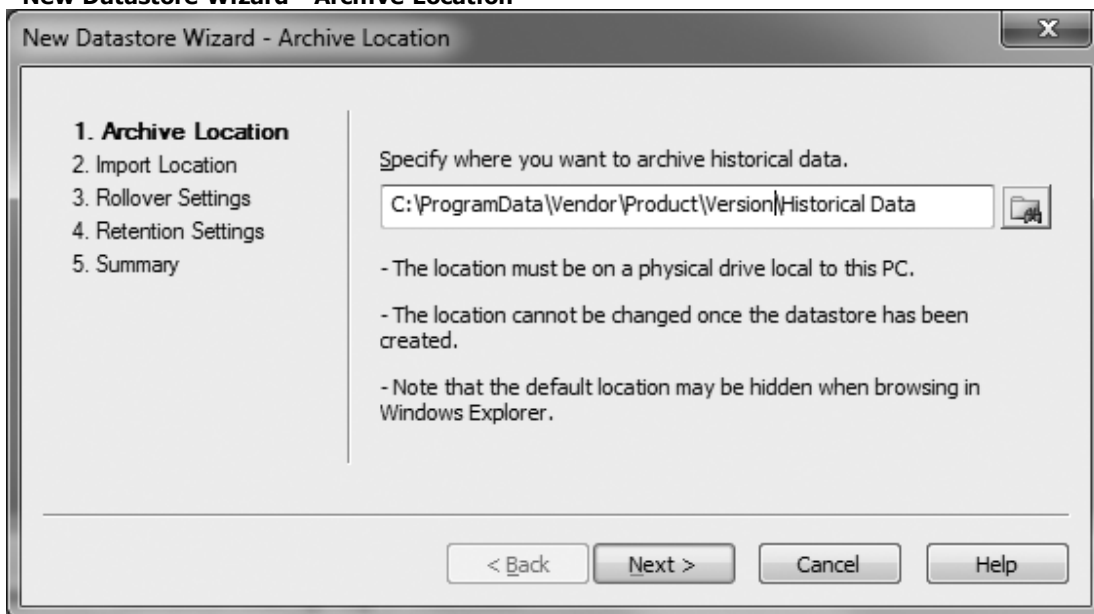 New Datastore Wizard - Archive Location
New Datastore Wizard - Archive Location
1. Archive Location
2. Import Location
3. Rollover Settings
4. Retention Settings
5. Summary
Specify where you want to archive historical data.
C:\ProgramData\Vendor\Product\Version\Historical Data
- The location must be on a physical drive local to this PC.
- The location cannot be changed once the datastore has been
created.
- Note that the default location may be hidden when browsing in
Windows Explorer.
< Back
Next >
Cancel
Help